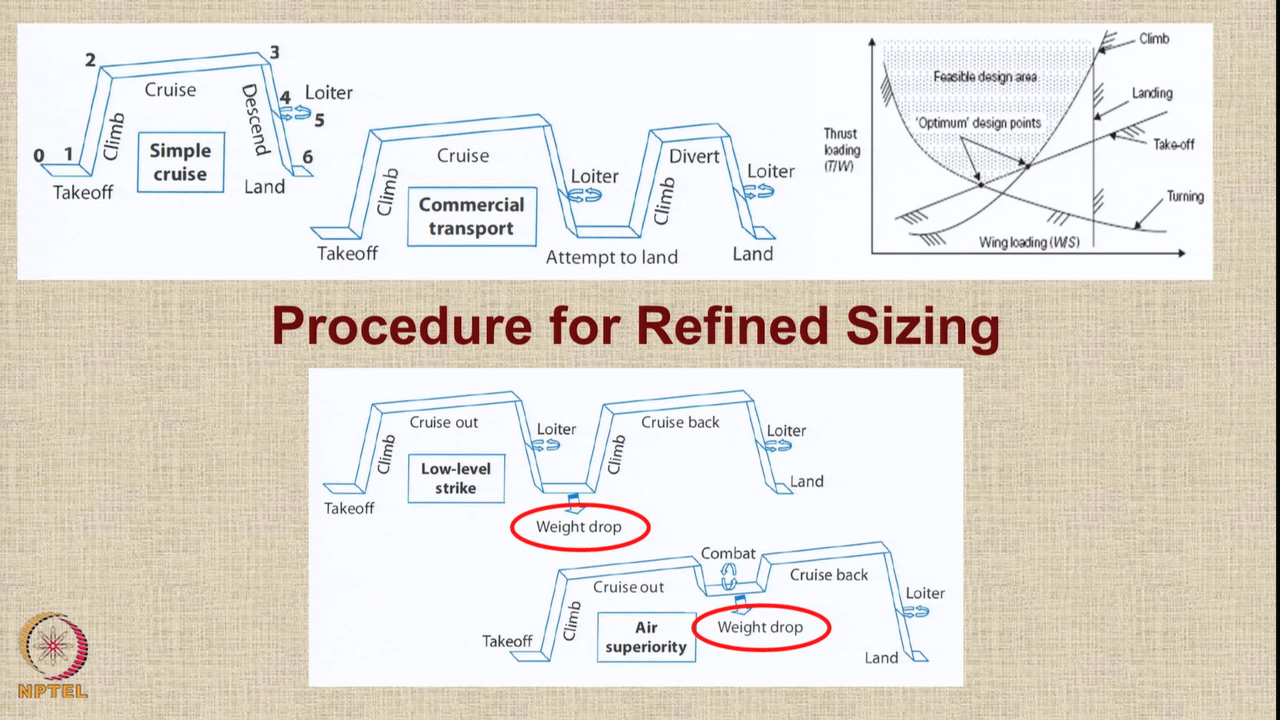 0
1
2
3
4
5
6
Takeoff
Climb
Cruise
Simple
cruise
Descend
Loiter
Land
Takeoff
Climb
Cruise
Commercial
transport
Loiter
Attempt to land
Climb
Divert
Loiter
Land
Thrust
loading
(T/W)
Feasible design area
'Optimum' design points
Climb
Landing
Take-off
Turning
Wing loading (W/S)
Procedure for Refined Sizing
Takeoff
Climb
Cruise out
Low-level
strike
Loiter
Weight drop
Climb
Cruise back
Loiter
Land
Takeoff
Climb
Cruise out
Air
superiority
Combat
Weight drop
Cruise back
Loiter
Land
NPTEL